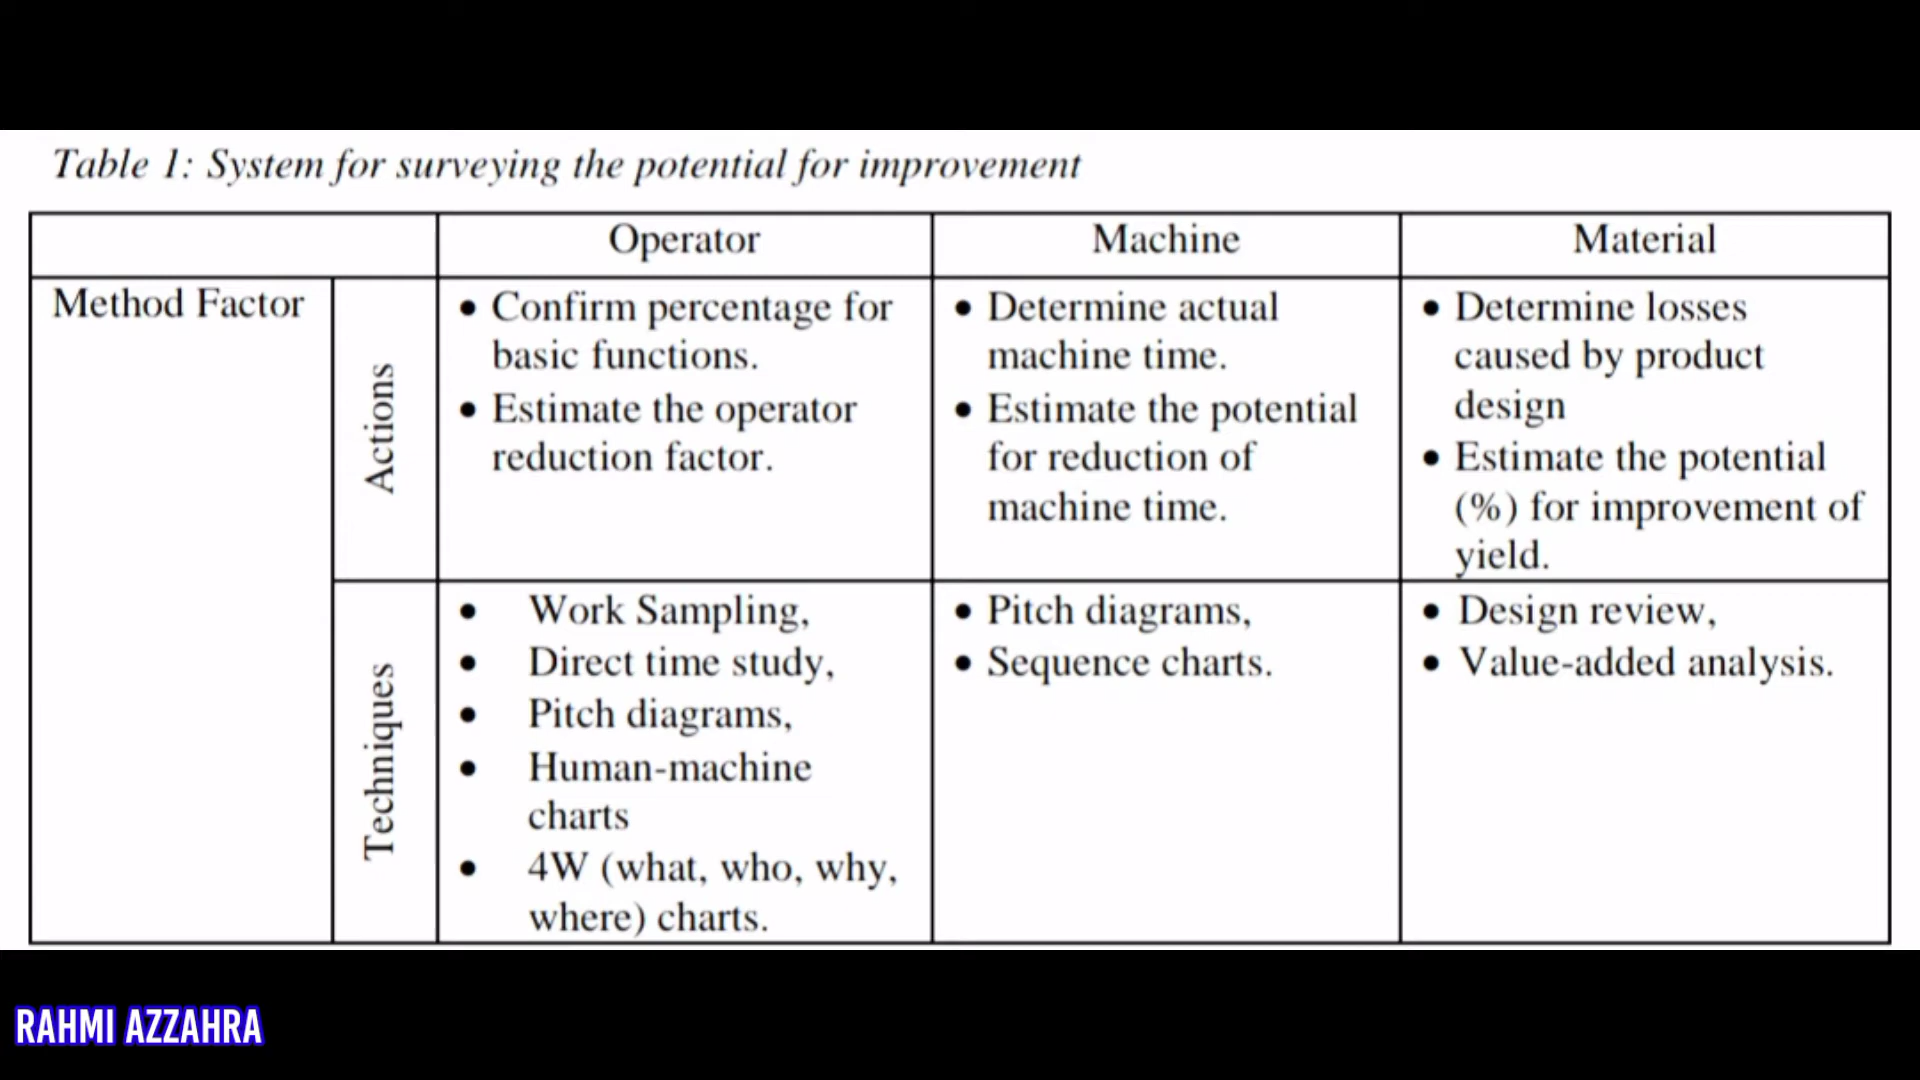 Table 1: System for surveying the potential for improvement
Operator
Machine
Material
Method Factor
Actions
• Confirm percentage for
basic functions.
• Estimate the operator
reduction factor.
• Determine actual
machine time.
• Estimate the potential
for reduction of
machine time.
• Determine losses
caused by product
design
• Estimate the potential
(%) for improvement of
yield.
Techniques
• Work Sampling,
• Direct time study,
• Pitch diagrams,
• Human-machine
charts
• 4W (what, who, why,
where) charts.
• Pitch diagrams,
• Sequence charts.
• Design review,
• Value-added analysis.
RAHMI AZZAHRA